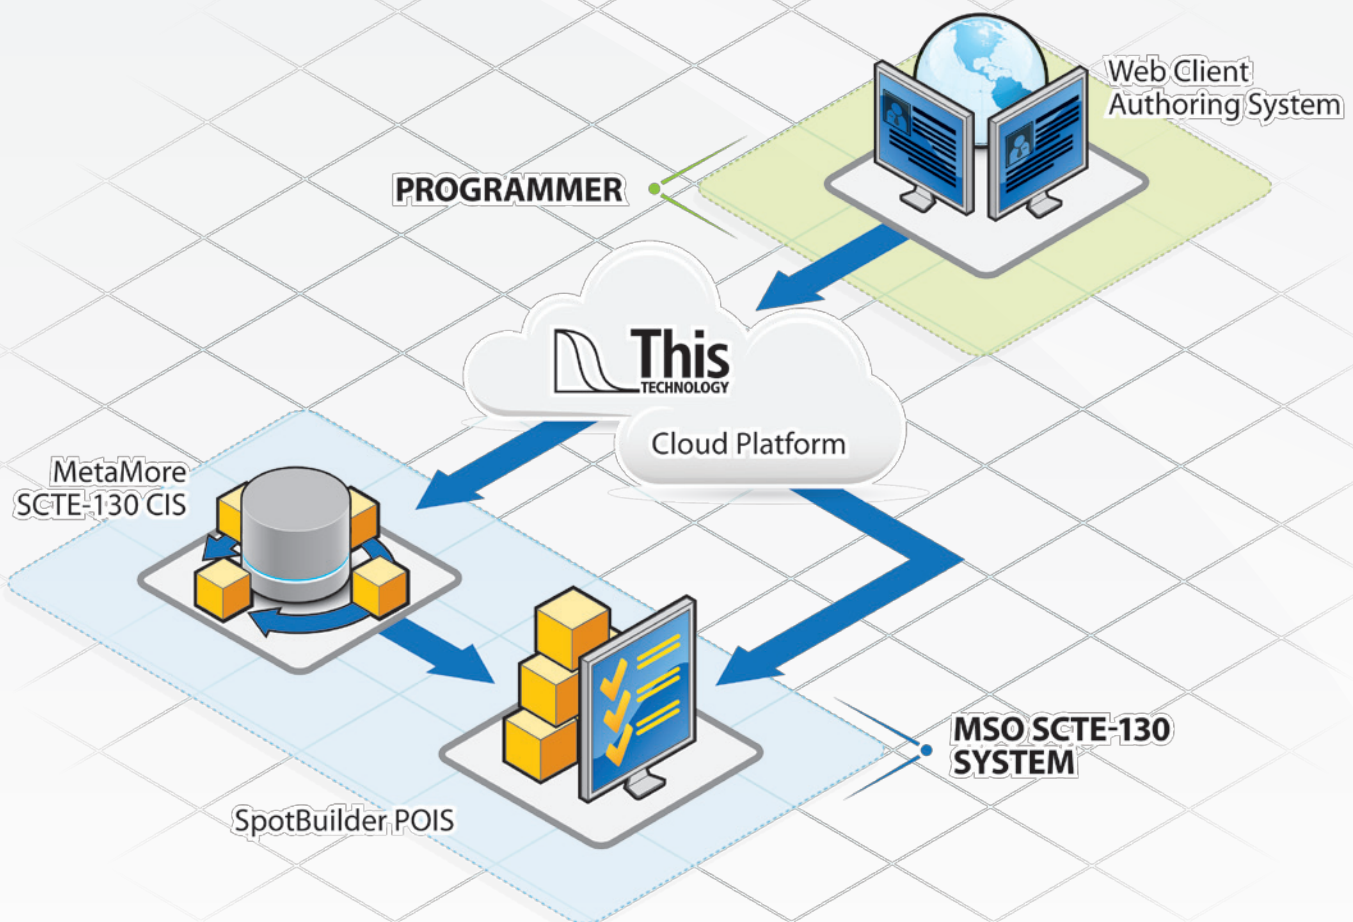 Web Client
Authoring System
PROGRAMMER
This
TECHNOLOGY
Cloud Platform
MetaMore
SCTE-130 CIS
MSO SCTE-130
SYSTEM
SpotBuilder POIS